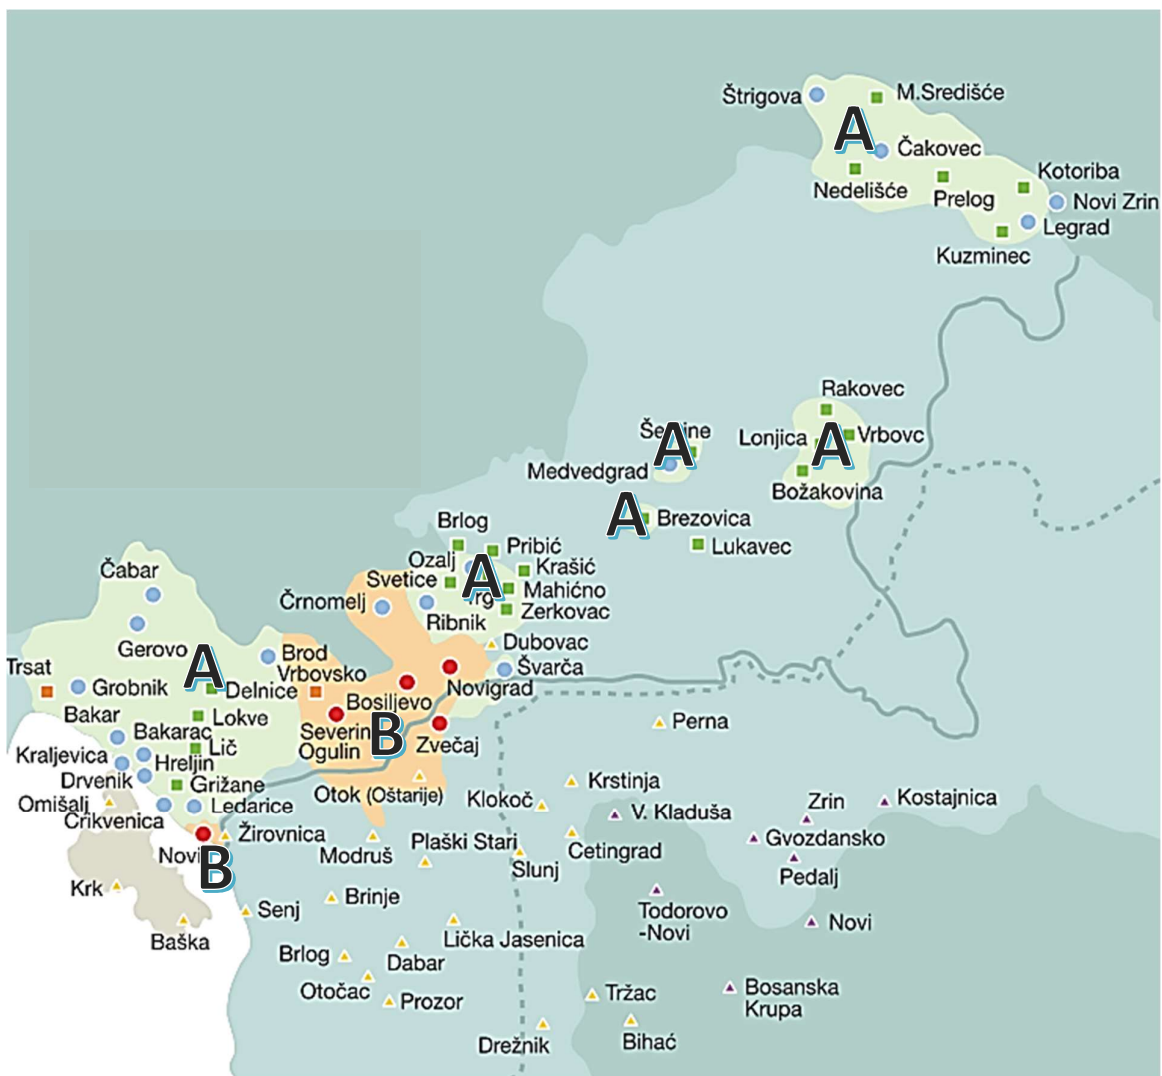 Štrigova
M.Središće
A
Čakovec
Nedelišće
Prelog
Kotoriba
Novi Zrin
Legrad
Kuzminec
Rakovec
Lonjica
A
Vrbovc
Božakovina
A
Medvedgrad
A
Brezovica
Lukavec
Brlog
Pribić
Ozalj
Krašić
Svetice
A
Mahićno
Zerkovac
Črnomelj
Ribnik
Dubovac
Švarča
Novigrad
Čabar
Gerovo
A
Brod
Vrbovsko
Trsat
Grobnik
Delnice
Bosiljevo
Bakar
Lokve
Severin
B
Zvečaj
Bakarac
Lič
Ogulin
Kraljevica
Hreljin
Drvenik
Grižane
Otok (Oštarije)
Omišalj
Ledarice
Crikvenica
Novi
B
Žirovnica
Modruš
Plaški Stari
Klokoč
Krstinja
Perna
V. Kladuša
Zrin
Kostajnica
Gvozdansko
Pedalj
Cetingrad
Slunj
Todorovo
-Novi
Novi
Krk
Baška
Senj
Brinje
Lička Jasenica
Brlog
Dabar
Otočac
Prozor
Tržac
Bosanska
Krupa
Drežnik
Bihać